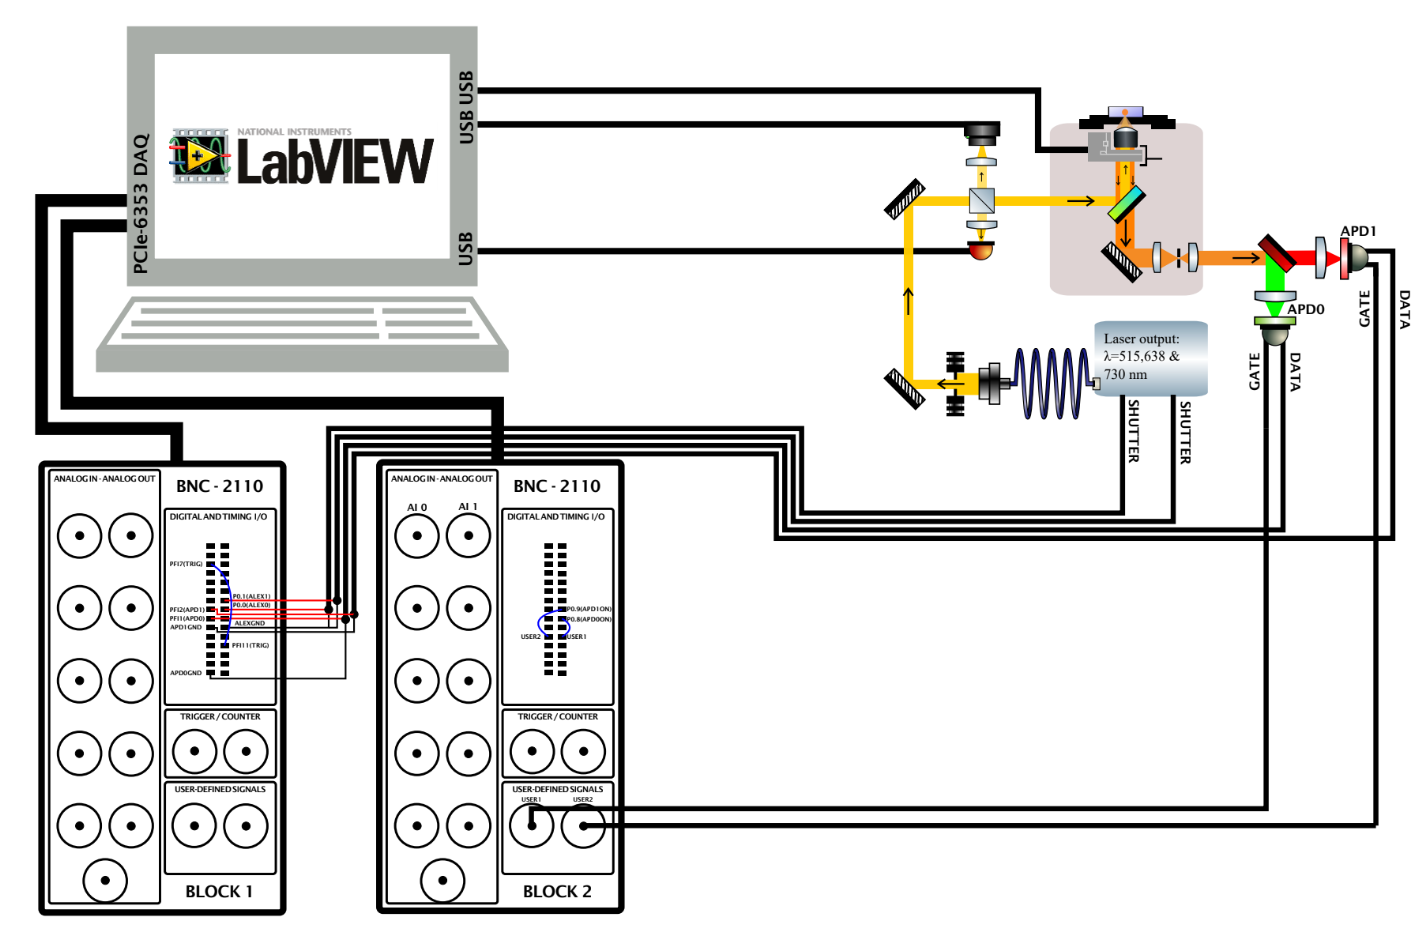 NATIONAL INSTRUMENTS
LabVIEW
PCIe-6353 DAQ
USB
USB
USB
APD1
GATE
DATA
APD0
GATE
DATA
Laser output:
λ=515,638 &
730 nm
SHUTTER
SHUTTER
ANALOG IN - ANALOG OUT
BNC - 2110
DIGITAL AND TIMING I/O
PFI7(TRIG)
P0.1(ALEX1)
P0.0(ALEX0)
PFI2(APD1)
PFI1(APD0)
ALEXGND
APD1GND
PFI11(TRIG)
APD0GND
TRIGGER / COUNTER
USER-DEFINED SIGNALS
BLOCK 1
ANALOG IN - ANALOG OUT
BNC - 2110
AI 0
AI 1
DIGITAL AND TIMING I/O
P0.9(APD1ON)
P0.8(APD0ON)
USER2
USER1
TRIGGER / COUNTER
USER-DEFINED SIGNALS
USER1
USER2
BLOCK 2